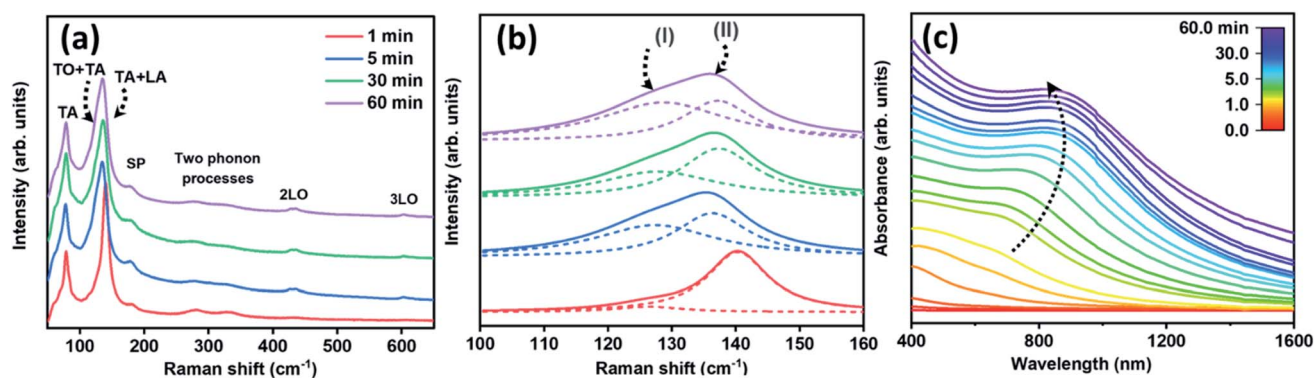 (a)
1 min
5 min
30 min
60 min
TO+TA
TA+LA
TA
SP
Two phonon
processes
2LO
3LO
Intensity (arb. units)
100 200 300 400 500 600
Raman shift (cm⁻¹)
(b)
(I)
(II)
Intensity (arb. units)
100 110 120 130 140 150 160
Raman shift (cm⁻¹)
(c)
60.0 min
30.0
5.0
1.0
0.0
Absorbance (arb. units)
400 800 1200 1600
Wavelength (nm)